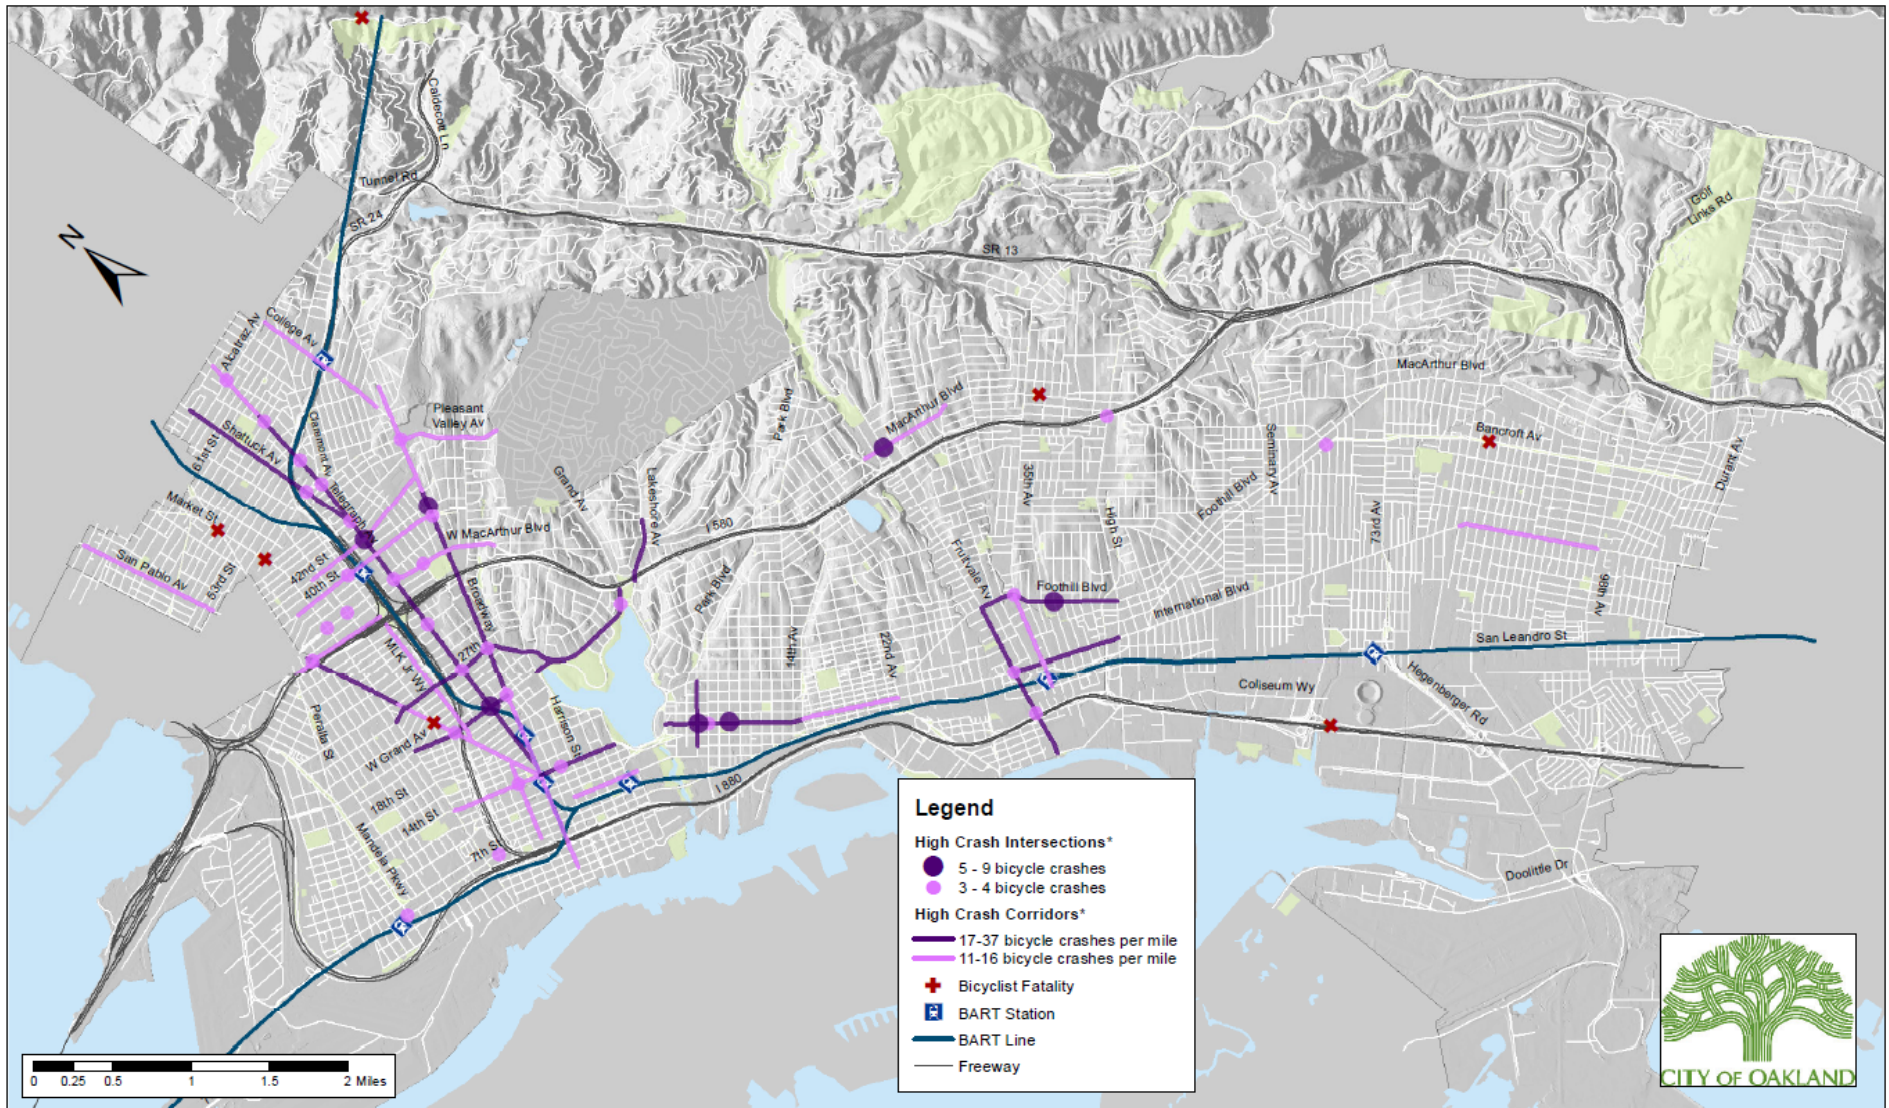 Caldecott Ln
Tunnel Rd
SR 24
N
SR 13
Golf
Links Rd
College Av
Alcatraz Av
Pleasant
Valley Av
Park Blvd
MacArthur Blvd
MacArthur Blvd
Claremont Av
Shattuck Av
61st St
Telegraph Av
Grand Av
Lakeshore Av
Bancroft Av
Durrant Av
Seminary Av
Foothill Blvd
35th Av
High St
73rd Av
Market St
W MacArthur Blvd
I 580
San Pablo Av
53rd St
42nd St
40th St
Broadway
Park Blvd
Fruitvale Av
Foothill Blvd
International Blvd
98th Av
MLK Jr Wy
27th
14th Av
22nd Av
San Leandro St
Peralta St
Harrison St
Coliseum Wy
Hegenberger Rd
W Grand Av
18th St
14th St
I 880
Mandela Pkwy
7th St
Doolittle Dr
Legend
High Crash Intersections*
5 - 9 bicycle crashes
3 - 4 bicycle crashes
High Crash Corridors*
17-37 bicycle crashes per mile
11-16 bicycle crashes per mile
Bicyclist Fatality
BART Station
BART Line
Freeway
0 0.25 0.5 1 1.5 2 Miles
CITY OF OAKLAND